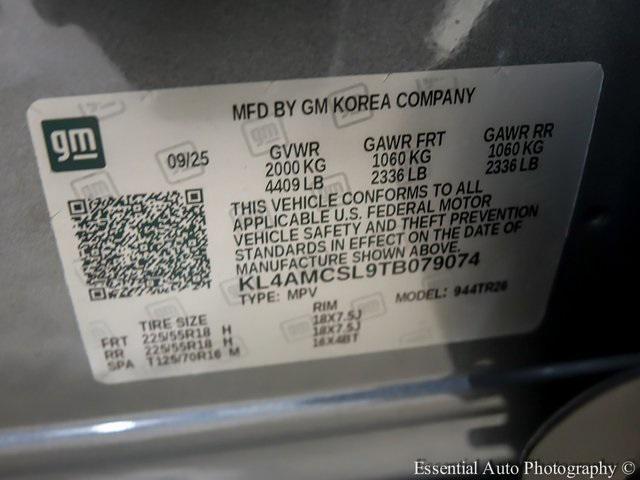 MFD BY GM KOREA COMPANY
gm
09/25
GVWR GAWR FRT GAWR RR
2000 KG 1060 KG 1060 KG
4409 LB 2336 LB 2336 LB
THIS VEHICLE CONFORMS TO ALL
APPLICABLE U.S. FEDERAL MOTOR
VEHICLE SAFETY AND THEFT PREVENTION
STANDARDS IN EFFECT ON THE DATE OF
MANUFACTURE SHOWN ABOVE.
KL4AMCSL9TB079074
TYPE: MPV MODEL: 944TR26
TIRE SIZE RIM
FRT 225/55R18 H 18X7.5J
RR 225/55R18 H 18X7.5J
SPA T125/70R16 M 16X4BT
Essential Auto Photography ©